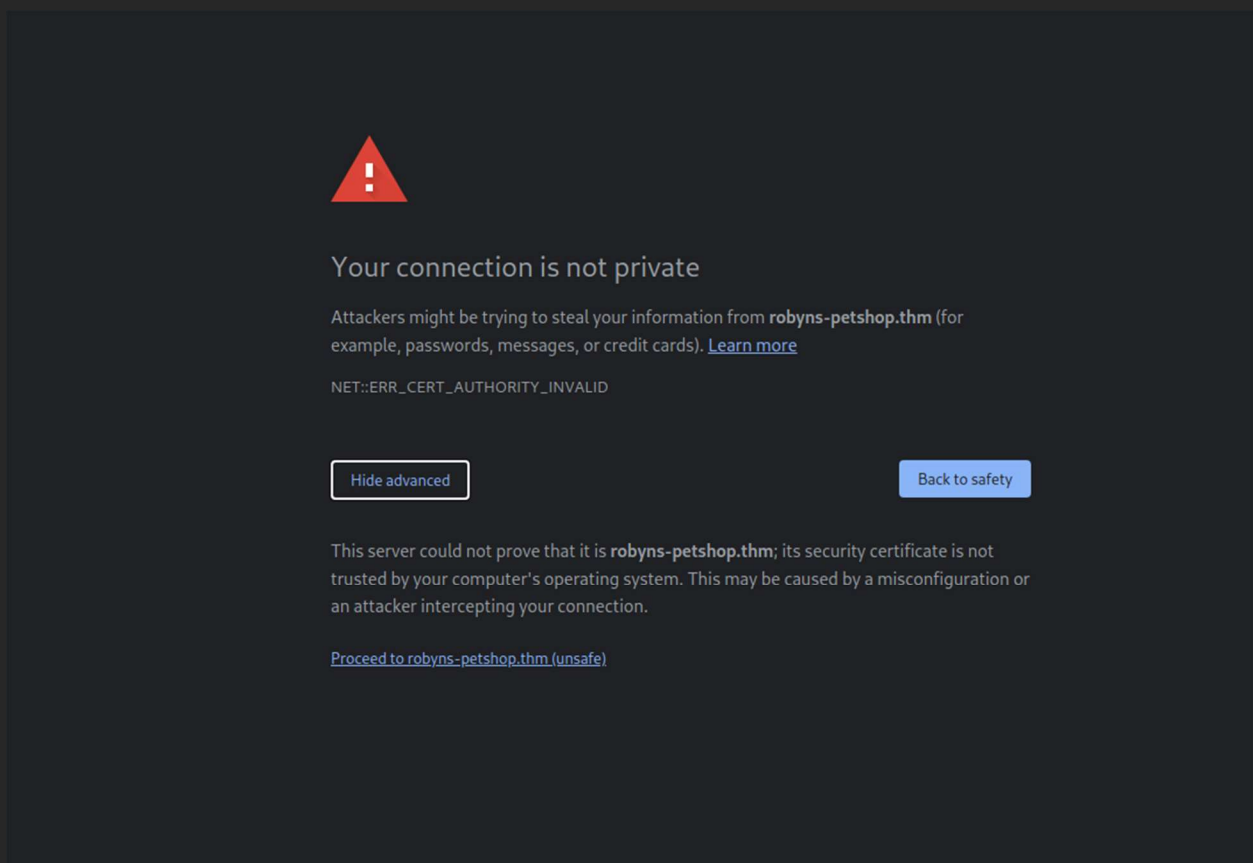 Your connection is not private
Attackers might be trying to steal your information from robyns-petshop.thm (for
example, passwords, messages, or credit cards). Learn more
NET::ERR_CERT_AUTHORITY_INVALID
Hide advanced
Back to safety
This server could not prove that it is robyns-petshop.thm; its security certificate is not
trusted by your computer's operating system. This may be caused by a misconfiguration or
an attacker intercepting your connection.
Proceed to robyns-petshop.thm (unsafe)